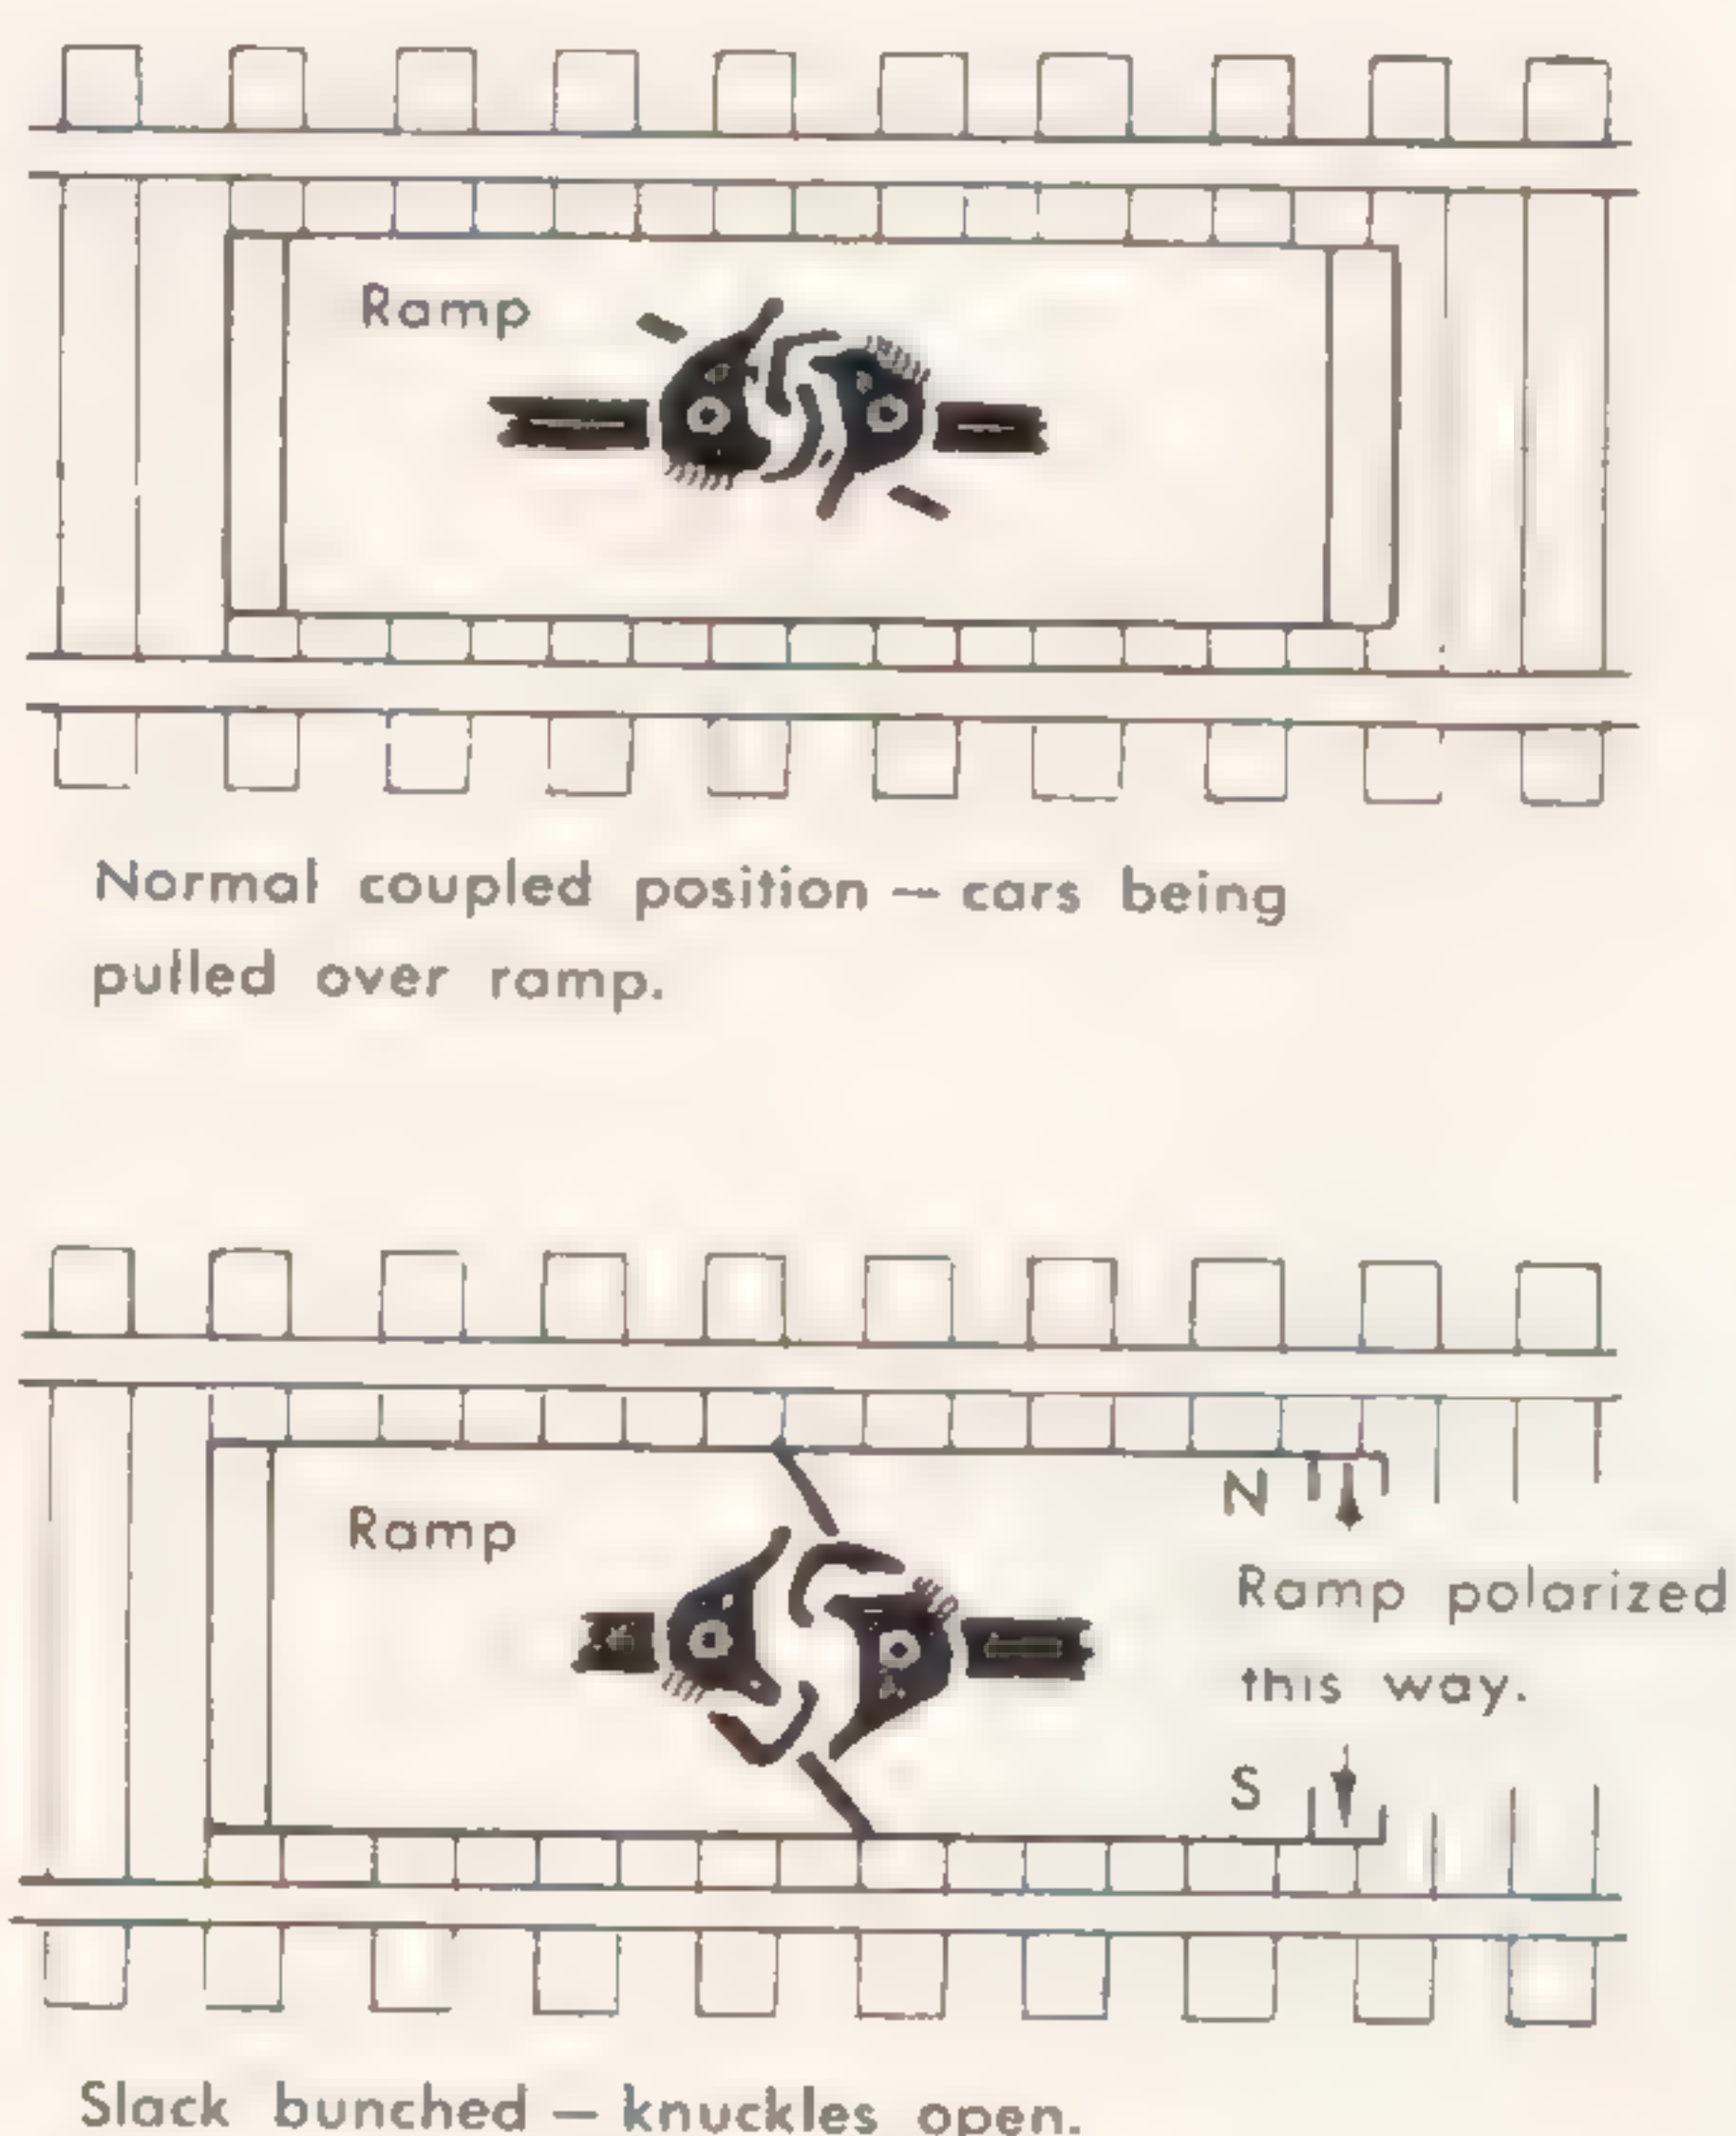 Ramp
Normal coupled position — cars being
pulled over ramp.
Ramp
N
Ramp polarized
this way.
S
Slack bunched — knuckles open.